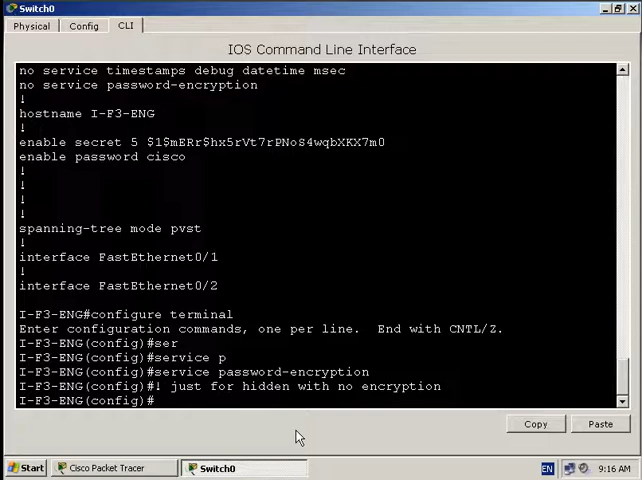 Switch0
Physical
Config
CLI
IOS Command Line Interface
no service timestamps debug datetime msec
no service password-encryption
!
hostname I-F3-ENG
!
enable secret 5 $1$mERr$hx5rVt7rPNoS4wqbXKX7m0
enable password cisco
!
!
!
!
spanning-tree mode pvst
!
interface FastEthernet0/1
!
interface FastEthernet0/2
I-F3-ENG#configure terminal
Enter configuration commands, one per line.  End with CNTL/Z.
I-F3-ENG(config)#ser
I-F3-ENG(config)#service p
I-F3-ENG(config)#service password-encryption
I-F3-ENG(config)#! just for hidden with no encryption
I-F3-ENG(config)#
Copy
Paste
Start
Cisco Packet Tracer
Switch0
EN
9:16 AM